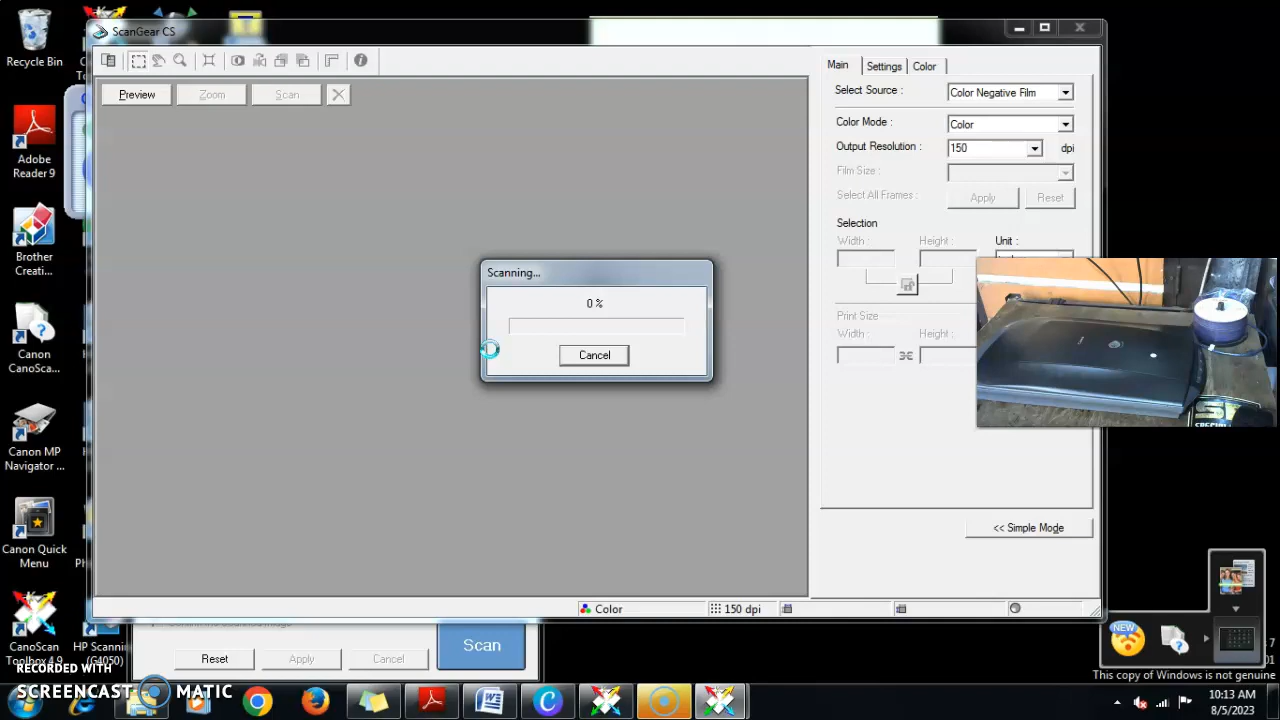 ScanGear CS
Recycle Bin
Adobe
Reader 9
Brother
Creati...
Canon
CanoSca...
Canon MP
Navigator ...
Canon Quick
Menu
CanoScan
Toolbox 4.9
HP Scanning
(G4050)
Preview
Zoom
Scan
Main
Settings
Color
Select Source :
Color Negative Film
Color Mode :
Color
Output Resolution :
150
dpi
Film Size :
Select All Frames :
Apply
Reset
Selection
Width :
Height :
Unit :
Print Size
Width :
Height :
Scanning...
0 %
Cancel
<< Simple Mode
Color
150 dpi
Reset
Apply
Cancel
Scan
NEW
This copy of Windows is not genuine
RECORDED WITH
SCREENCAST MATIC
10:13 AM
8/5/2023